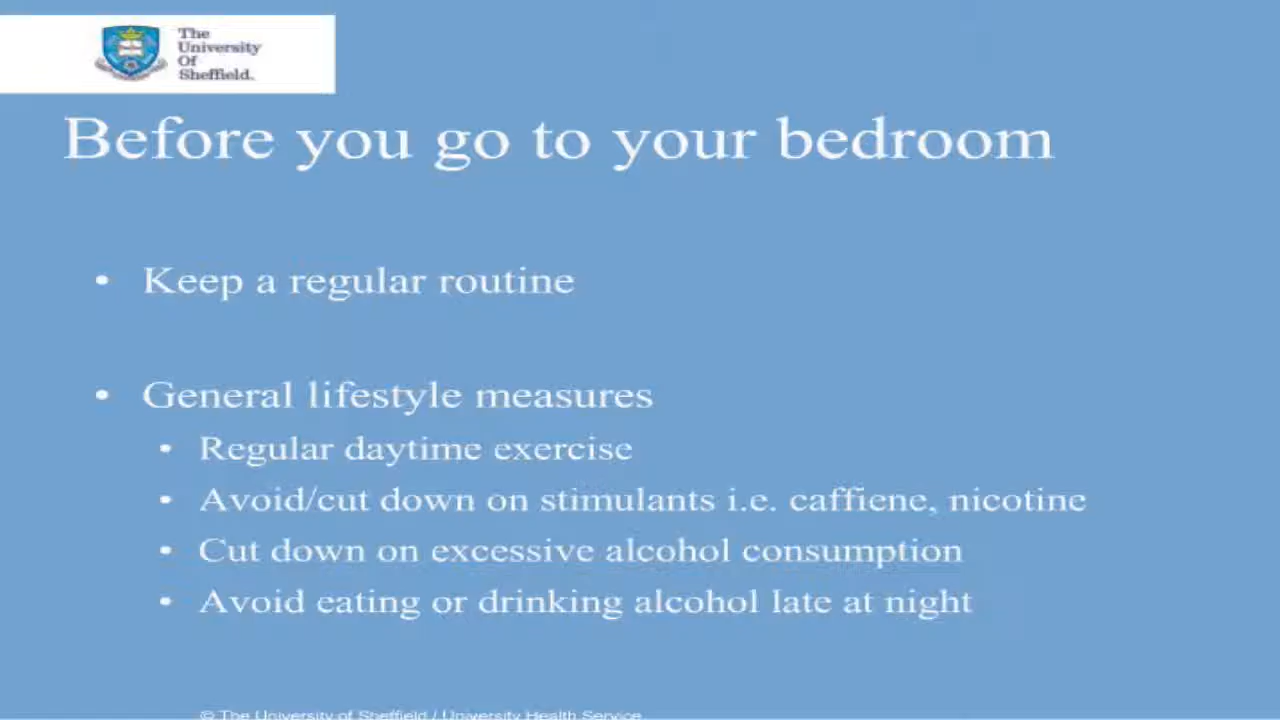 The
University
Of
Sheffield.
Before you go to your bedroom
• Keep a regular routine
• General lifestyle measures
• Regular daytime exercise
• Avoid/cut down on stimulants i.e. caffiene, nicotine
• Cut down on excessive alcohol consumption
• Avoid eating or drinking alcohol late at night
© The University of Sheffield / University Health Service